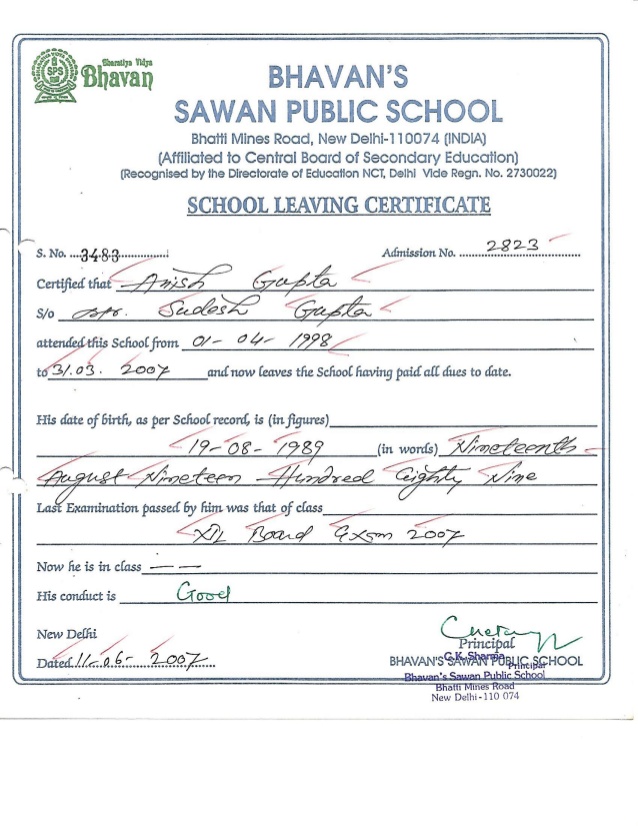 Bharatiya Vidya
Bhavan
SPS
BHAVAN'S
SAWAN PUBLIC SCHOOL
Bhatti Mines Road, New Delhi-110074 (INDIA)
(Affiliated to Central Board of Secondary Education)
(Recognised by the Directorate of Education NCT, Delhi Vide Regn. No. 2730022)
SCHOOL LEAVING CERTIFICATE
S. No. ....3483............... Admission No. ........2823...........
Certified that Anish Gupta
S/o Sudesh Gupta
attended this School from 01-04-1998
to 31.03.2007 and now leaves the School having paid all dues to date.
His date of birth, as per School record, is (in figures)
19-08-1989 (in words) Nineteenth
August Nineteen Hundred Eighty Nine
Last Examination passed by him was that of class
XII Board Exam 2007
Now he is in class — —
His conduct is Good
New Delhi
Principal
Dated 11-06-2007
BHAVAN'S SAWAN PUBLIC SCHOOL
G.K. Sharma
Principal
Bhavan's Sawan Public School
Bhatti Mines Road
New Delhi-110 074